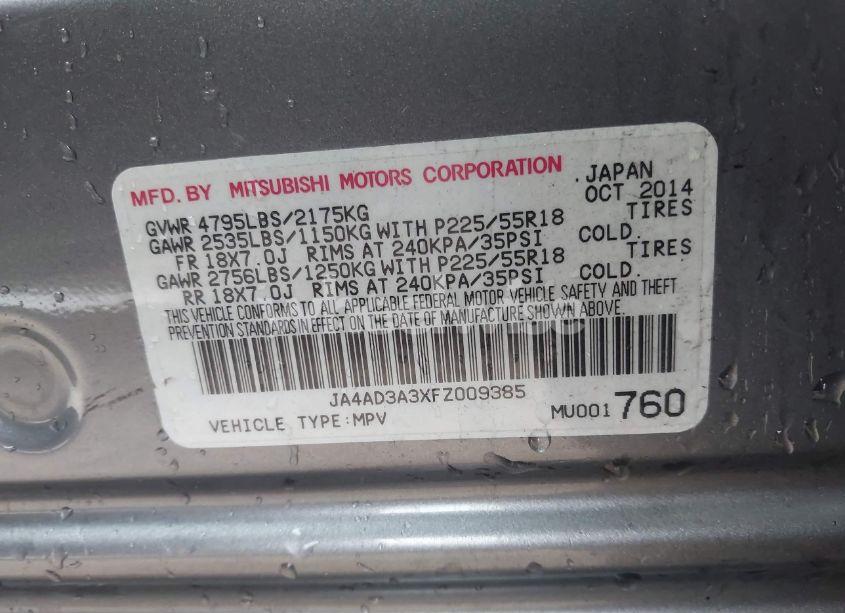 MFD. BY MITSUBISHI MOTORS CORPORATION .JAPAN
GVWR 4795LBS/2175KG OCT 2014
GAWR 2535LBS/1150KG WITH P225/55R18 TIRES
FR 18X7.0J RIMS AT 240KPA/35PSI COLD.
GAWR 2756LBS/1250KG WITH P225/55R18 TIRES
RR 18X7.0J RIMS AT 240KPA/35PSI COLD.
THIS VEHICLE CONFORMS TO ALL APPLICABLE FEDERAL MOTOR VEHICLE SAFETY AND THEFT
PREVENTION STANDARDS IN EFFECT ON THE DATE OF MANUFACTURE SHOWN ABOVE.
JA4AD3A3XFZ009385
VEHICLE TYPE:MPV MU001 760